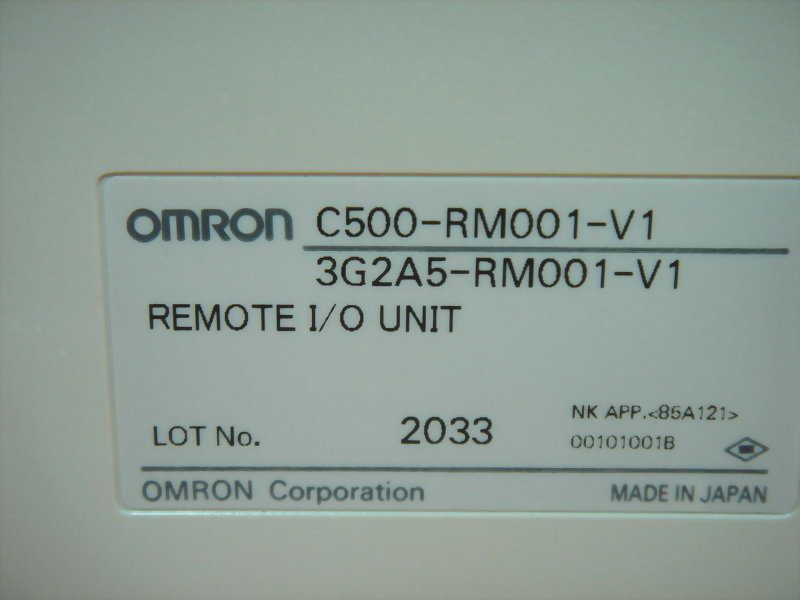 OMRON C500-RM001-V1
3G2A5-RM001-V1
REMOTE I/O UNIT
NK APP.<85A121>
LOT No. 2033
00101001B
OMRON Corporation MADE IN JAPAN